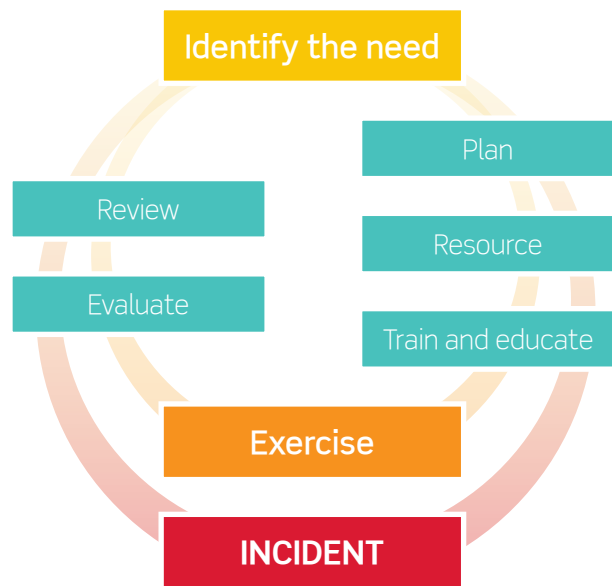 Identify the need
Plan
Review
Resource
Evaluate
Train and educate
Exercise
INCIDENT